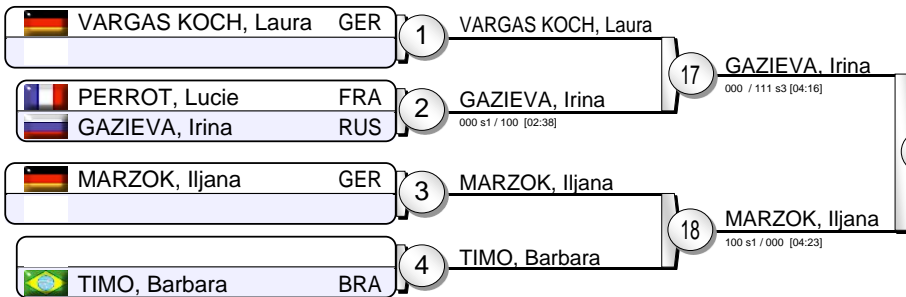 VARGAS KOCH, Laura GER
1
VARGAS KOCH, Laura
17
GAZIEVA, Irina
000 / 111 s3 [04:16]
PERROT, Lucie FRA
GAZIEVA, Irina RUS
2
GAZIEVA, Irina
000 s1 / 100 [02:38]
MARZOK, Iljana GER
3
MARZOK, Iljana
18
MARZOK, Iljana
100 s1 / 000 [04:23]
TIMO, Barbara BRA
4
TIMO, Barbara